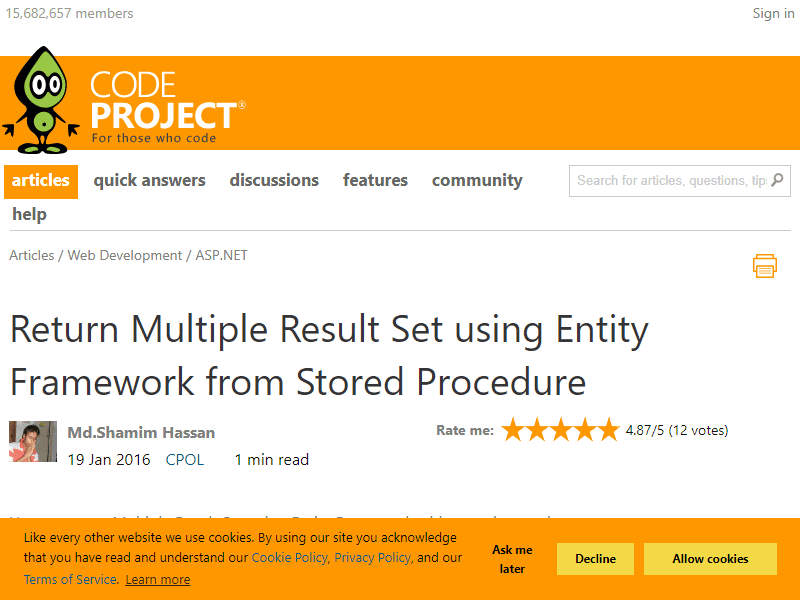 15,682,657 members
Sign in
CODE
PROJECT®
For those who code
articles quick answers discussions features community
Search for articles, questions, tips
help
Articles / Web Development / ASP.NET
Return Multiple Result Set using Entity
Framework from Stored Procedure
Md.Shamim Hassan
Rate me: 4.87/5 (12 votes)
19 Jan 2016 CPOL 1 min read
Like every other website we use cookies. By using our site you acknowledge
that you have read and understand our Cookie Policy, Privacy Policy, and our
Terms of Service. Learn more
Ask me
later
Decline
Allow cookies